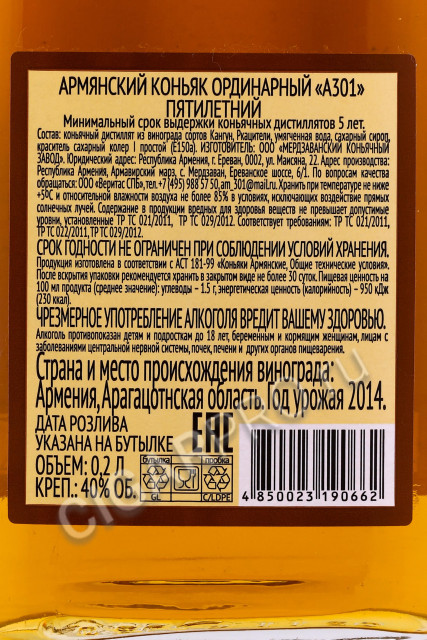 АРМЯНСКИЙ КОНЬЯК ОРДИНАРНЫЙ «А301»
ПЯТИЛЕТНИЙ
Минимальный срок выдержки коньячных дистиллятов 5 лет.
Состав: коньячный дистиллят из винограда сортов Кангун, Ркацители, умягченная вода, сахарный сироп,
краситель сахарный колер I простой (Е150а). ИЗГОТОВИТЕЛЬ: ООО «МЕРДЗАВАНСКИЙ КОНЬЯЧНЫЙ
ЗАВОД». Юридический адрес: Республика Армения, г. Ереван, 0002, ул. Маисяна, 22. Адрес производства:
Республика Армения, Армавирский марз, с. Мердзаван, Ереванское шоссе, 6/1. По вопросам качества
обращаться: ООО «Веритас СПБ», тел. +7 (495) 988 57 50, am_301@mail.ru. Хранить при температуре не ниже
+5°С и относительной влажности воздуха не более 85% в условиях, исключающих воздействие прямых
солнечных лучей. Содержание в продукции вредных для здоровья веществ не превышает допустимые
уровни, установленные ТР ТС 021/2011, ТР ТС 029/2012. Соответствует требованиям: ТР ТС 021/2011,
ТР ТС 022/2011, ТР ТС 029/2012.
СРОК ГОДНОСТИ НЕ ОГРАНИЧЕН ПРИ СОБЛЮДЕНИИ УСЛОВИЙ ХРАНЕНИЯ.
Продукция изготовлена в соответствии с АСТ 181-99 «Коньяки Армянские. Общие технические условия».
После вскрытия упаковки рекомендуется хранить в закрытом виде не более 30 суток. Пищевая ценность на
100 мл продукта (среднее значение): углеводы – 1.5 г, энергетическая ценность (калорийность) – 950 кДж
(230 ккал).
ЧРЕЗМЕРНОЕ УПОТРЕБЛЕНИЕ АЛКОГОЛЯ ВРЕДИТ ВАШЕМУ ЗДОРОВЬЮ.
Алкоголь противопоказан детям и подросткам до 18 лет, беременным и кормящим женщинам, лицам с
заболеваниями центральной нервной системы, почек, печени и других органов пищеварения.
Страна и место происхождения винограда:
Армения, Арагацотнская область. Год урожая 2014.
ДАТА РОЗЛИВА
УКАЗАНА НА БУТЫЛКЕ
ЕАС
ОБЪЕМ: 0,2 Л
КРЕП.: 40% ОБ.
бутылка
пробка
GL
C/LDPE
4 850023 190662